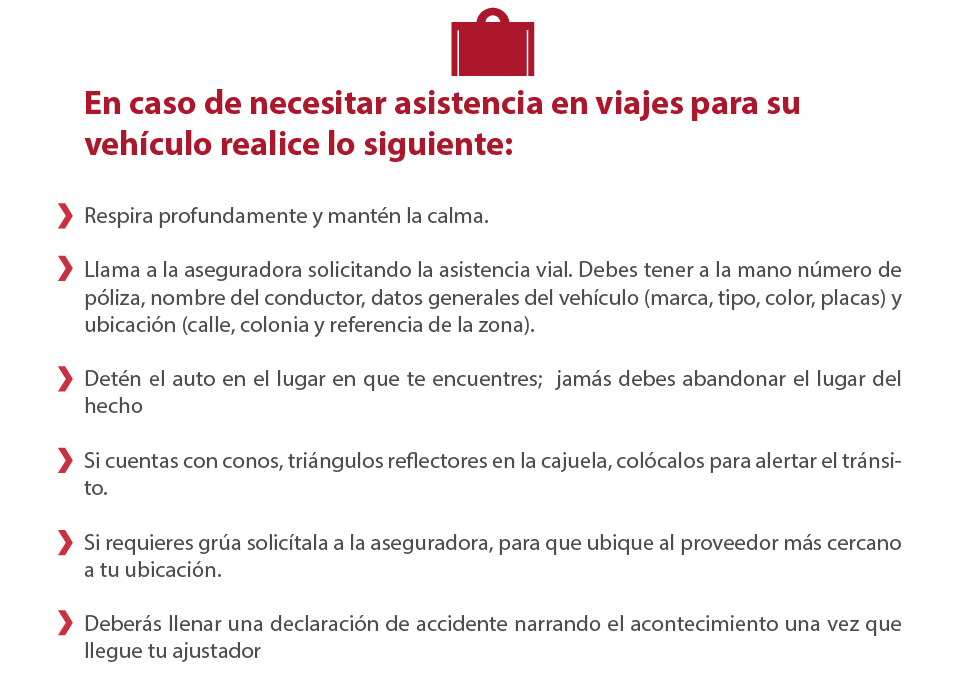 En caso de necesitar asistencia en viajes para su
vehículo realice lo siguiente:
Respira profundamente y mantén la calma.
Llama a la aseguradora solicitando la asistencia vial. Debes tener a la mano número de
póliza, nombre del conductor, datos generales del vehículo (marca, tipo, color, placas) y
ubicación (calle, colonia y referencia de la zona).
Detén el auto en el lugar en que te encuentres;  jamás debes abandonar el lugar del
hecho
Si cuentas con conos, triángulos reflectores en la cajuela, colócalos para alertar el tránsi-
to.
Si requieres grúa solicítala a la aseguradora, para que ubique al proveedor más cercano
a tu ubicación.
Deberás llenar una declaración de accidente narrando el acontecimiento una vez que
llegue tu ajustador